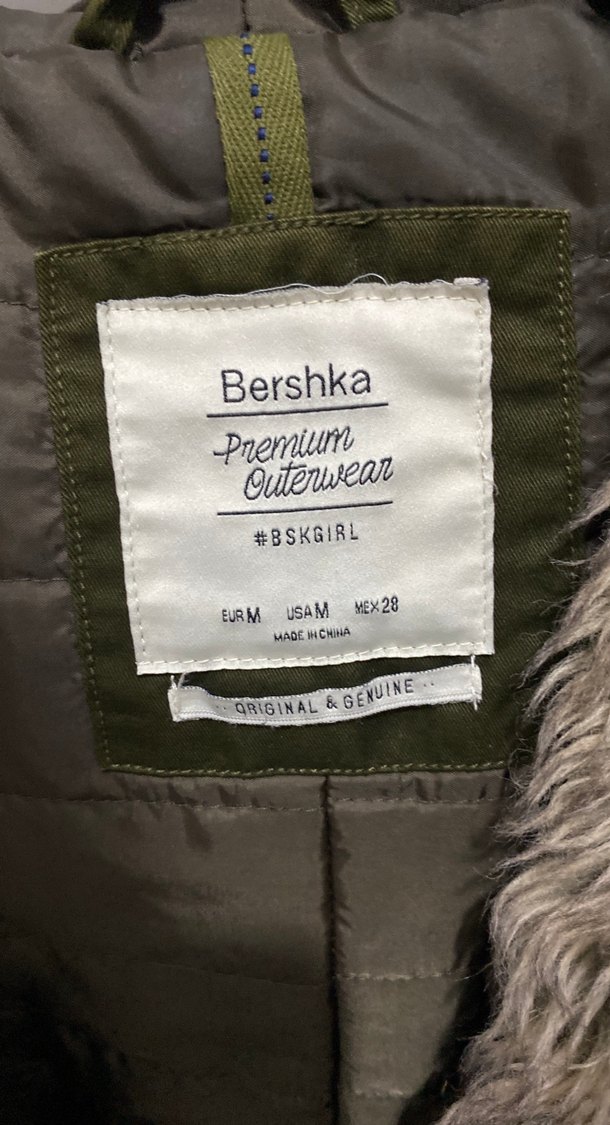 Bershka
Premium
Outerwear
#BSKGIRL
EUR M USA M MEX 28
MADE IN CHINA
·· ORIGINAL & GENUINE ··